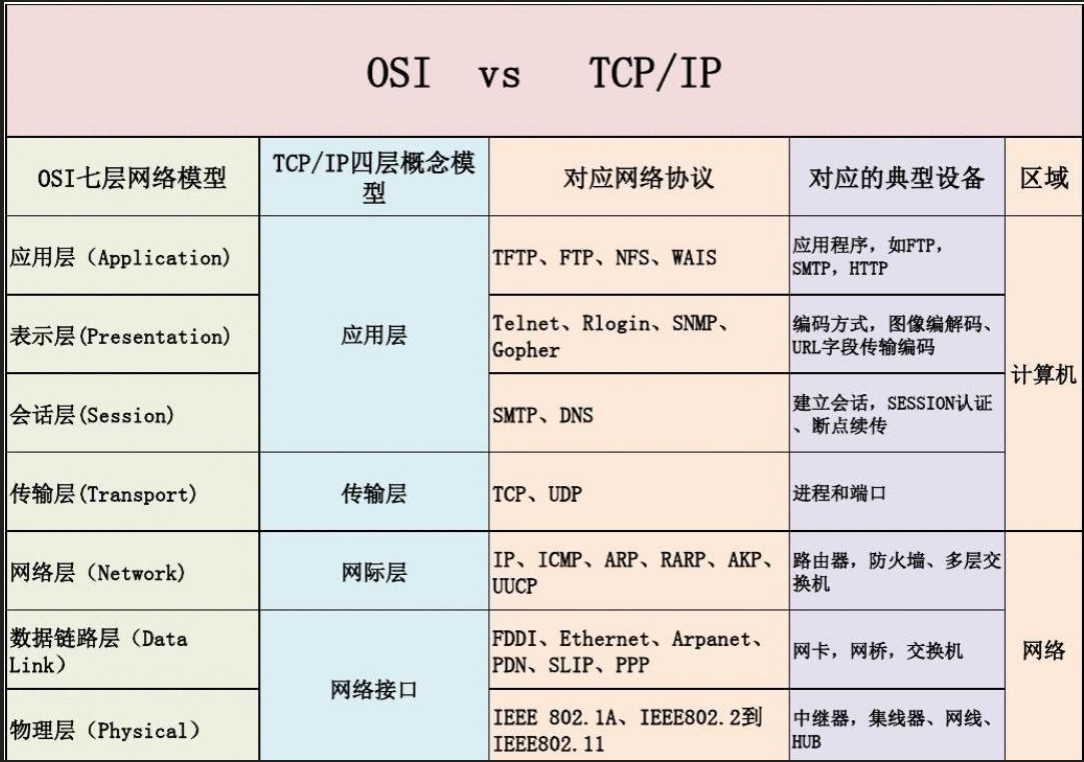 OSI vs TCP/IP
OSI七层网络模型
TCP/IP四层概念模
型
对应网络协议
对应的典型设备
区域
应用层（Application)
应用层
TFTP、FTP、NFS、WAIS
应用程序，如FTP，
SMTP，HTTP
计算机
表示层(Presentation)
Telnet、Rlogin、SNMP、
Gopher
编码方式，图像编解码、
URL字段传输编码
会话层(Session)
SMTP、DNS
建立会话，SESSION认证
、断点续传
传输层(Transport)
传输层
TCP、UDP
进程和端口
网络层（Network)
网际层
IP、ICMP、ARP、RARP、AKP、
UUCP
路由器，防火墙、多层交
换机
网络
数据链路层（Data
Link）
网络接口
FDDI、Ethernet、Arpanet、
PDN、SLIP、PPP
网卡，网桥，交换机
物理层（Physical）
IEEE 802.1A、IEEE802.2到
IEEE802.11
中继器，集线器、网线、
HUB